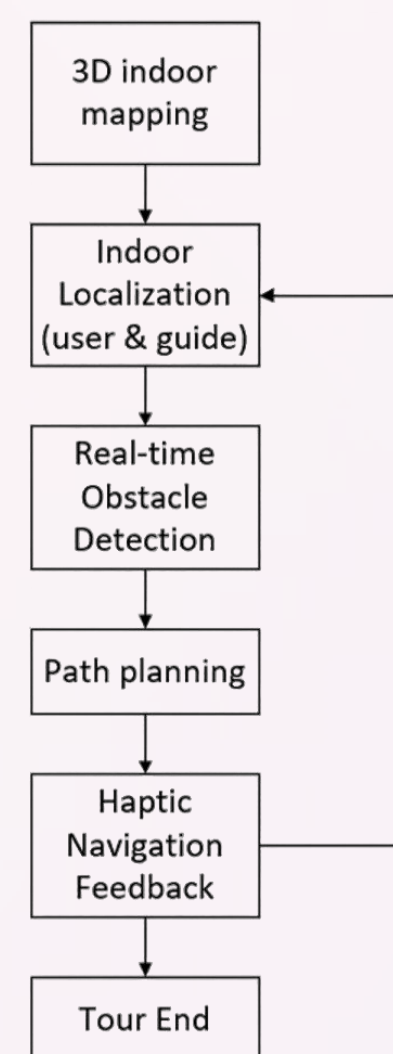 3D indoor
mapping
Indoor
Localization
(user & guide)
Real-time
Obstacle
Detection
Path planning
Haptic
Navigation
Feedback
Tour End